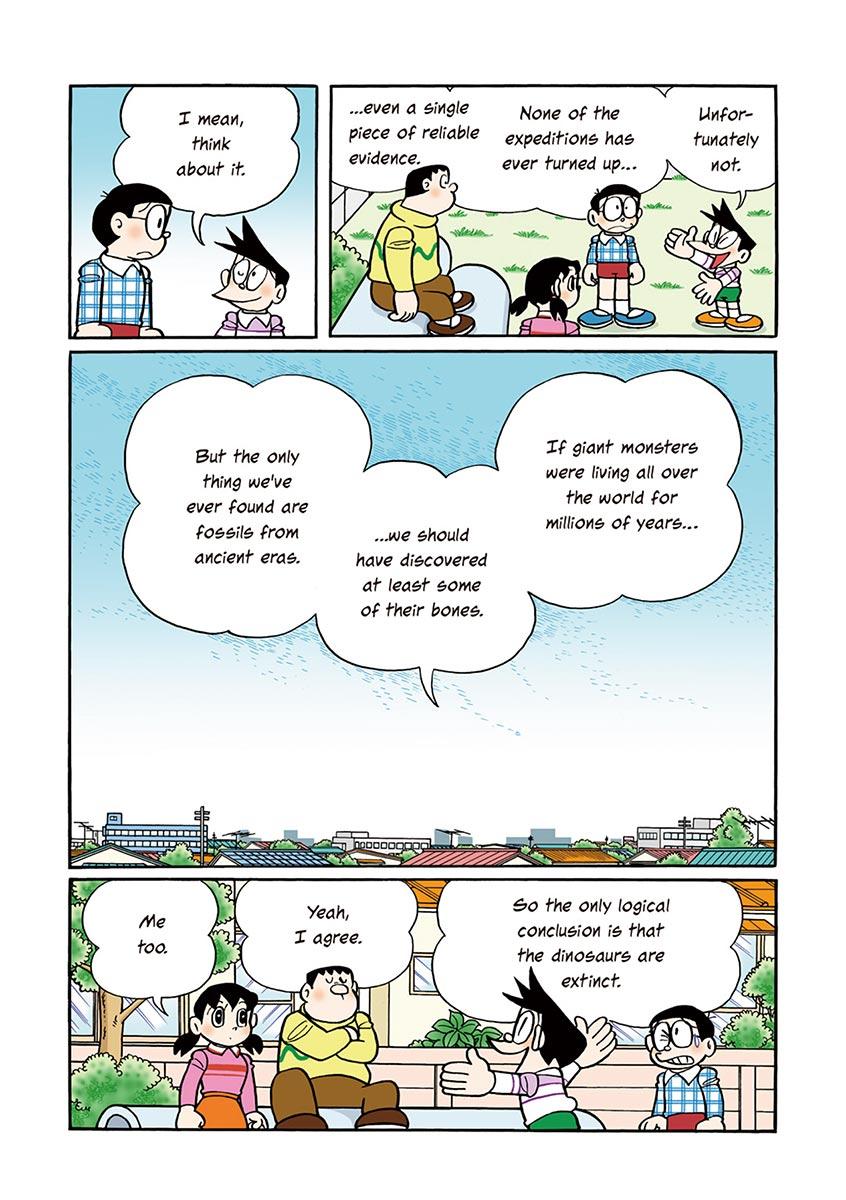 Unfor-
tunately
not.
None of the
expeditions has
ever turned up...
...even a single
piece of reliable
evidence.
I mean,
think
about it.
If giant monsters
were living all over
the world for
millions of years...
...we should
have discovered
at least some
of their bones.
But the only
thing we've
ever found are
fossils from
ancient eras.
So the only logical
conclusion is that
the dinosaurs are
extinct.
Yeah,
I agree.
Me
too.